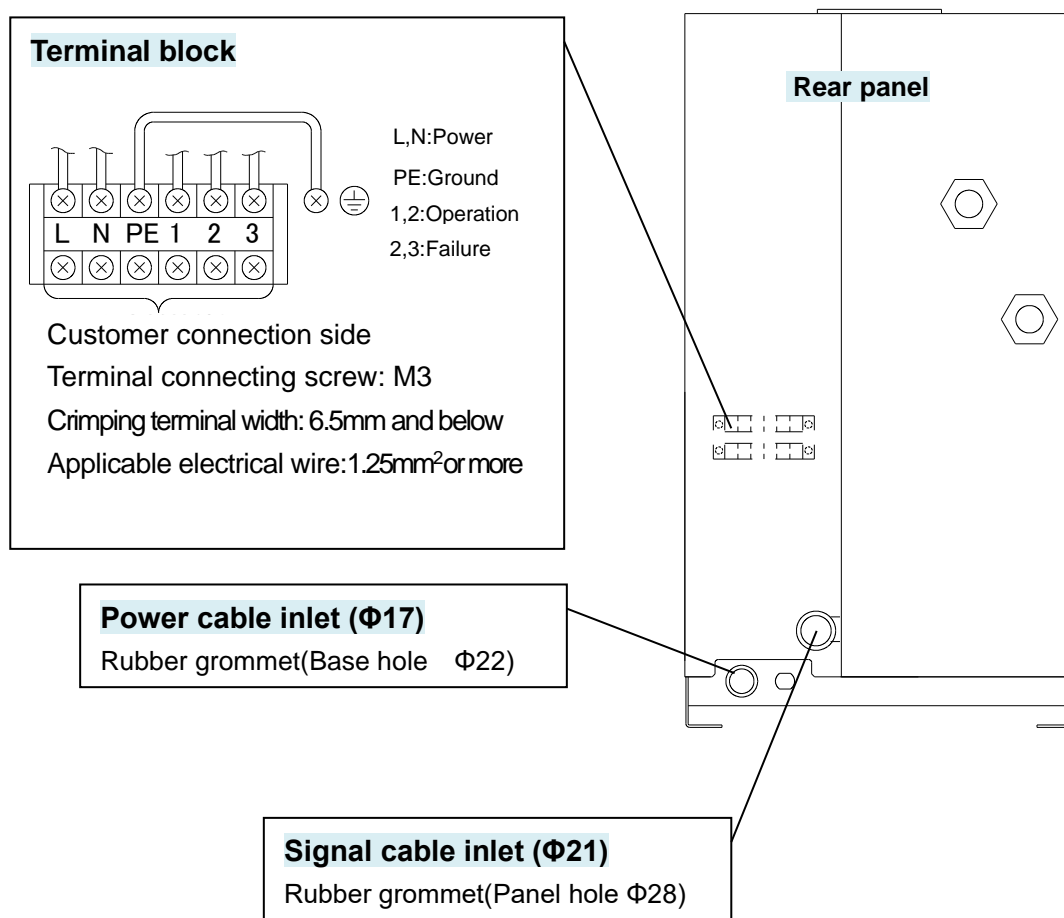 Terminal block
L,N:Power
PE:Ground
1,2:Operation
2,3:Failure
L N PE 1 2 3
Customer connection side
Terminal connecting screw: M3
Crimping terminal width: 6.5mm and below
Applicable electrical wire:1.25mm²or more
Rear panel
Power cable inlet (Φ17)
Rubber grommet(Base hole Φ22)
Signal cable inlet (Φ21)
Rubber grommet(Panel hole Φ28)